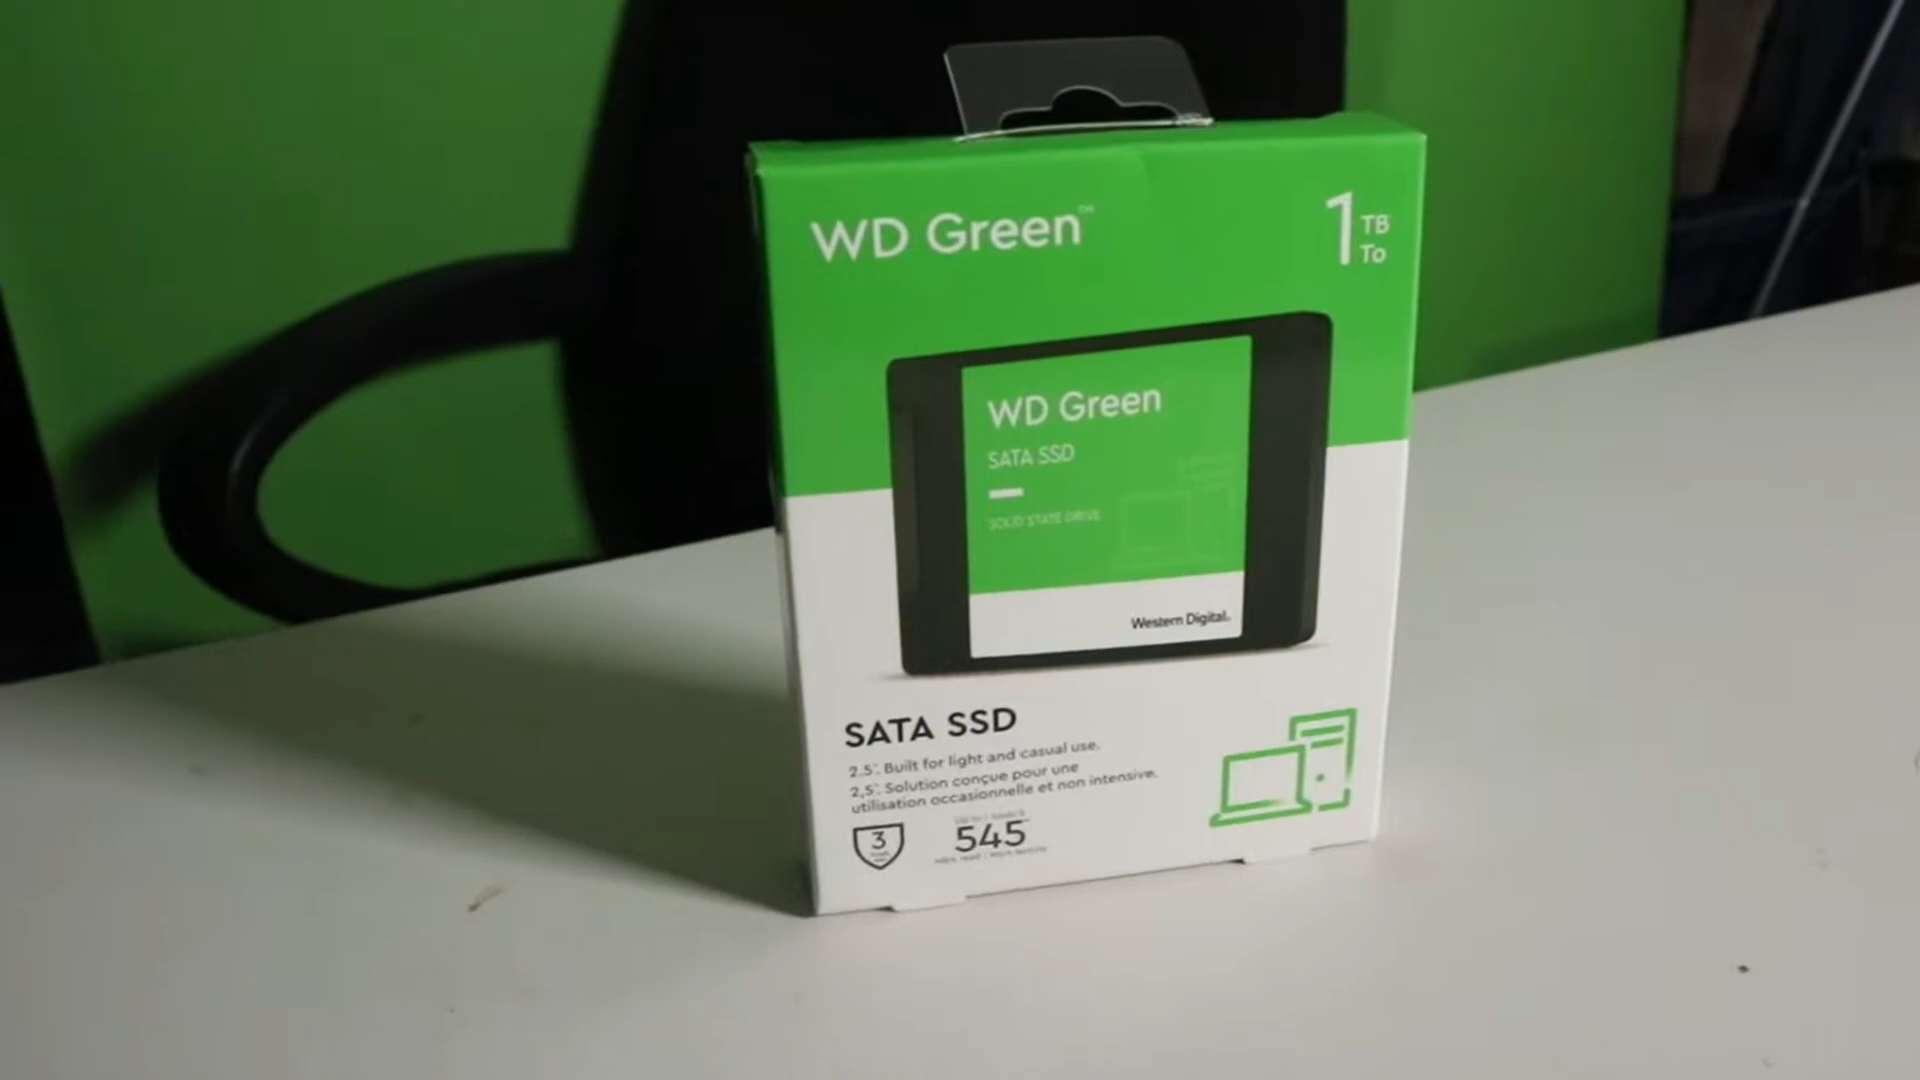 WD Green™
1 TB
To
WD Green
SATA SSD
SOLID STATE DRIVE
Western Digital.
SATA SSD
2.5". Built for light and casual use.
2,5". Solution conçue pour une
utilisation occasionnelle et non intensive.
3
545